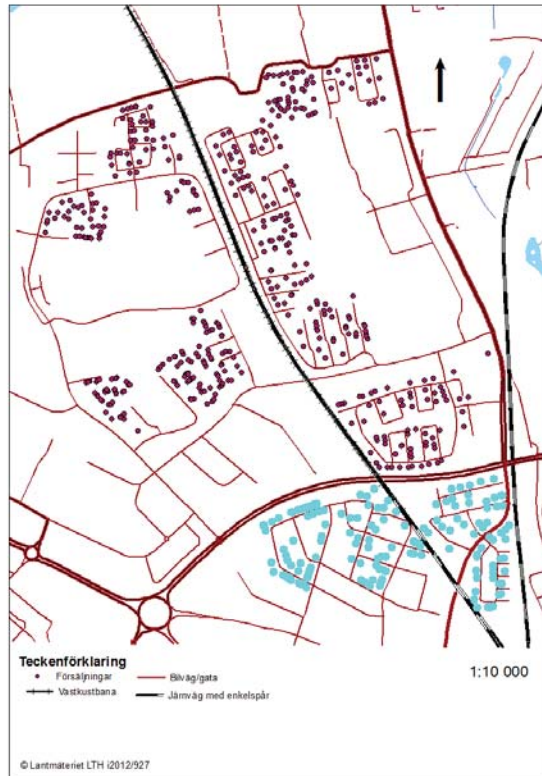 Teckenförklaring
Försäljningar
Bilväg/gata
Västkustbana
Järnväg med enkelspår
1:10 000
© Lantmäteriet LTH i2012/927